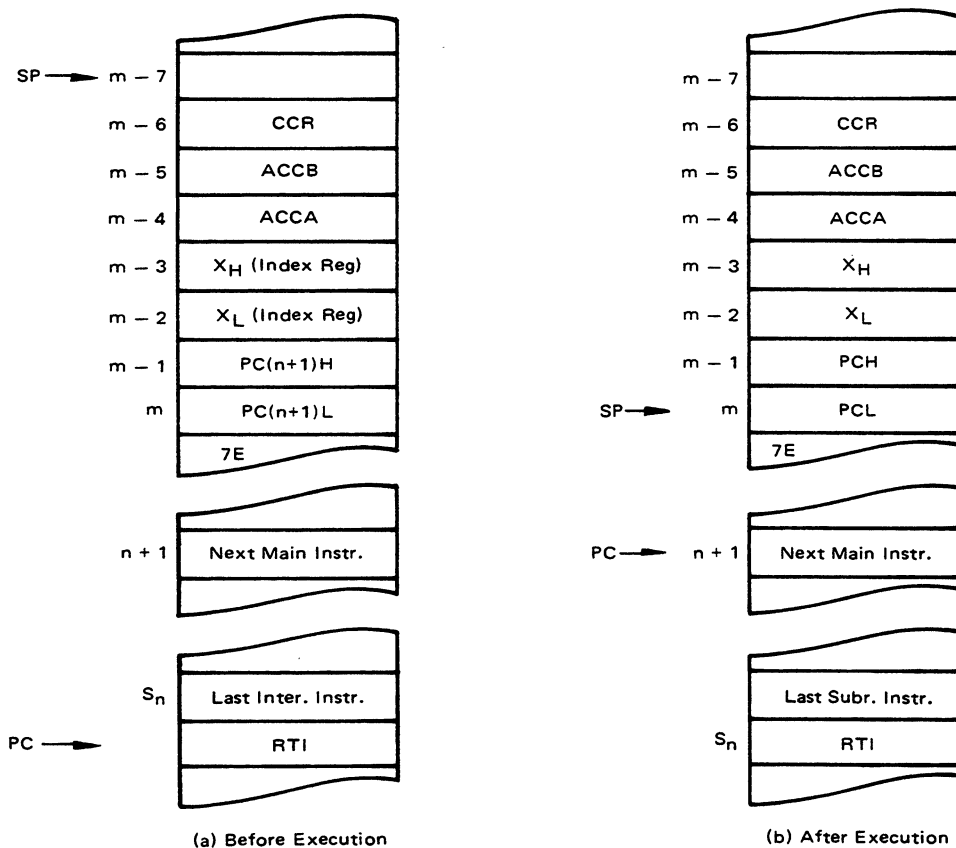 SP m – 7
m – 6 CCR
m – 5 ACCB
m – 4 ACCA
m – 3 X_H (Index Reg)
m – 2 X_L (Index Reg)
m – 1 PC(n+1)H
m PC(n+1)L
7E
n + 1 Next Main Instr.
S_n Last Inter. Instr.
PC RTI
(a) Before Execution
m – 7
m – 6 CCR
m – 5 ACCB
m – 4 ACCA
m – 3 X_H
m – 2 X_L
m – 1 PCH
SP m PCL
7E
PC n + 1 Next Main Instr.
Last Subr. Instr.
S_n RTI
(b) After Execution